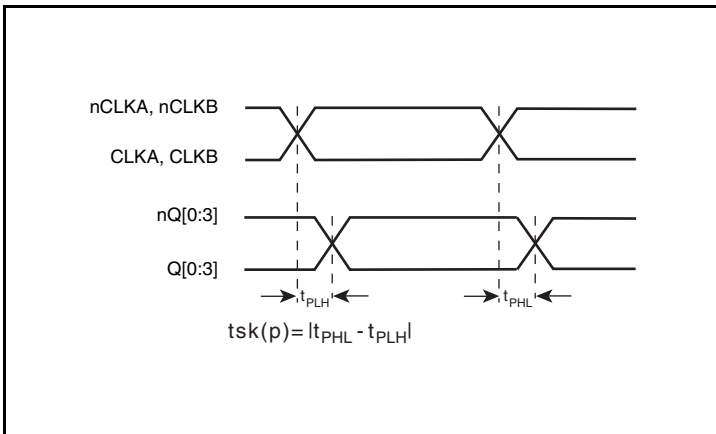 nCLKA, nCLKB
CLKA, CLKB
nQ[0:3]
Q[0:3]
tPLH
tPHL
tsk(p)= |tPHL - tPLH|